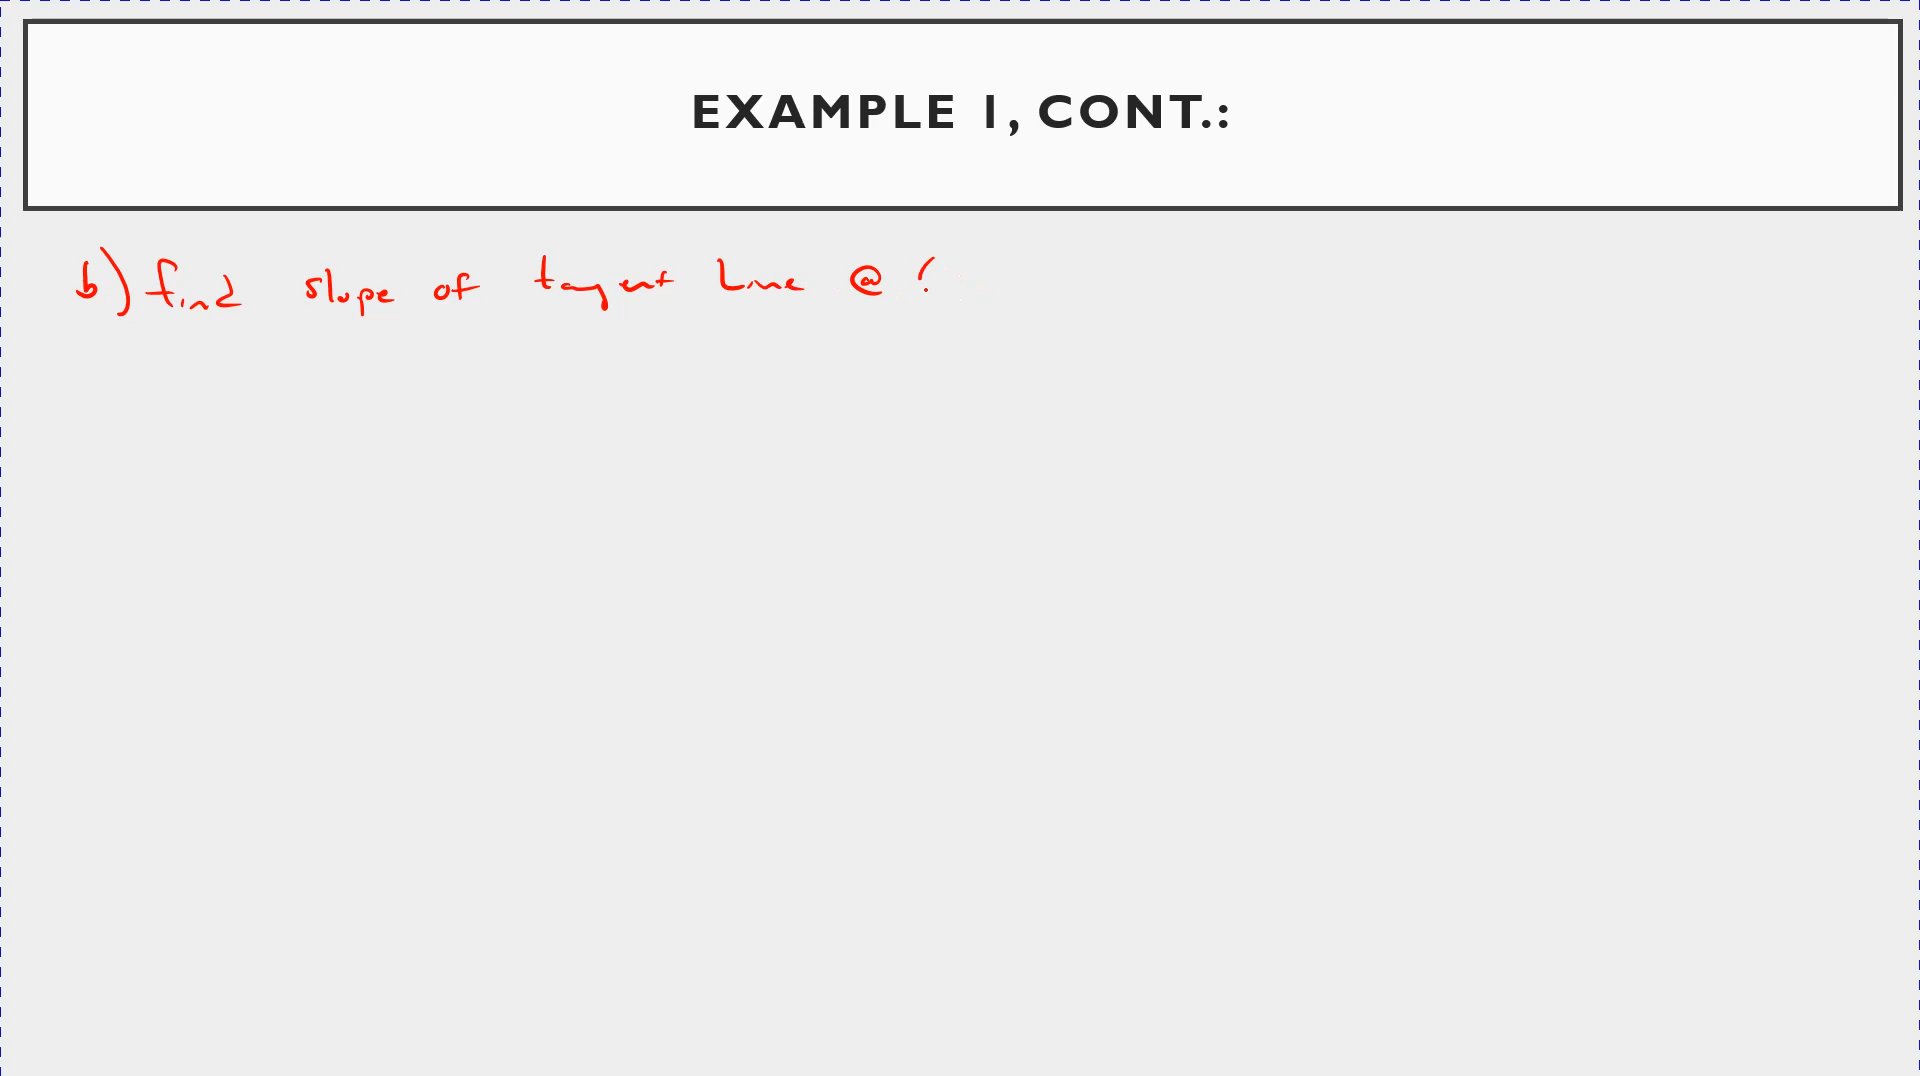 EXAMPLE 1, CONT.:
b) find slope of tangent Line @ (